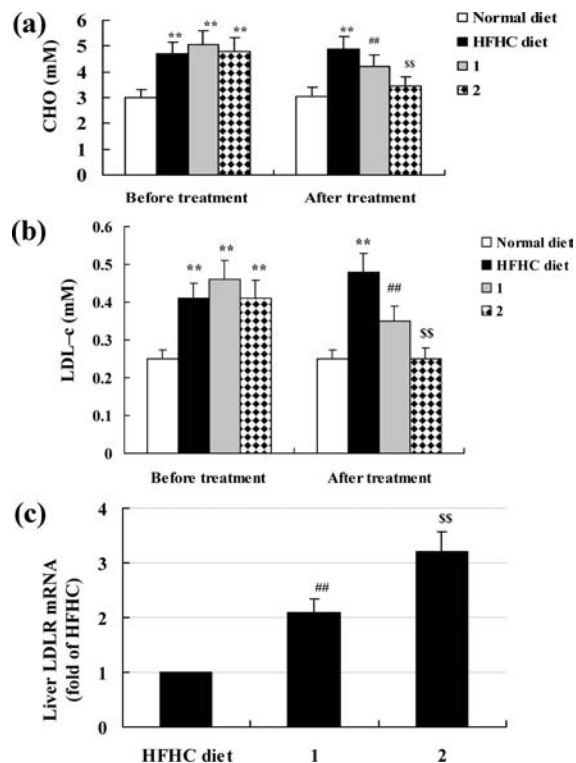 (a)
CHO (mM)
6
5
4
3
2
1
0
** ** **
** ## $$
Before treatment After treatment
Normal diet
HFHC diet
1
2
(b)
LDL–c (mM)
0.6
0.5
0.4
0.3
0.2
0.1
0
** ** **
** ## $$
Before treatment After treatment
Normal diet
HFHC diet
1
2
(c)
Liver LDLR mRNA
(fold of HFHC)
4
3
2
1
0
##
$$
HFHC diet 1 2